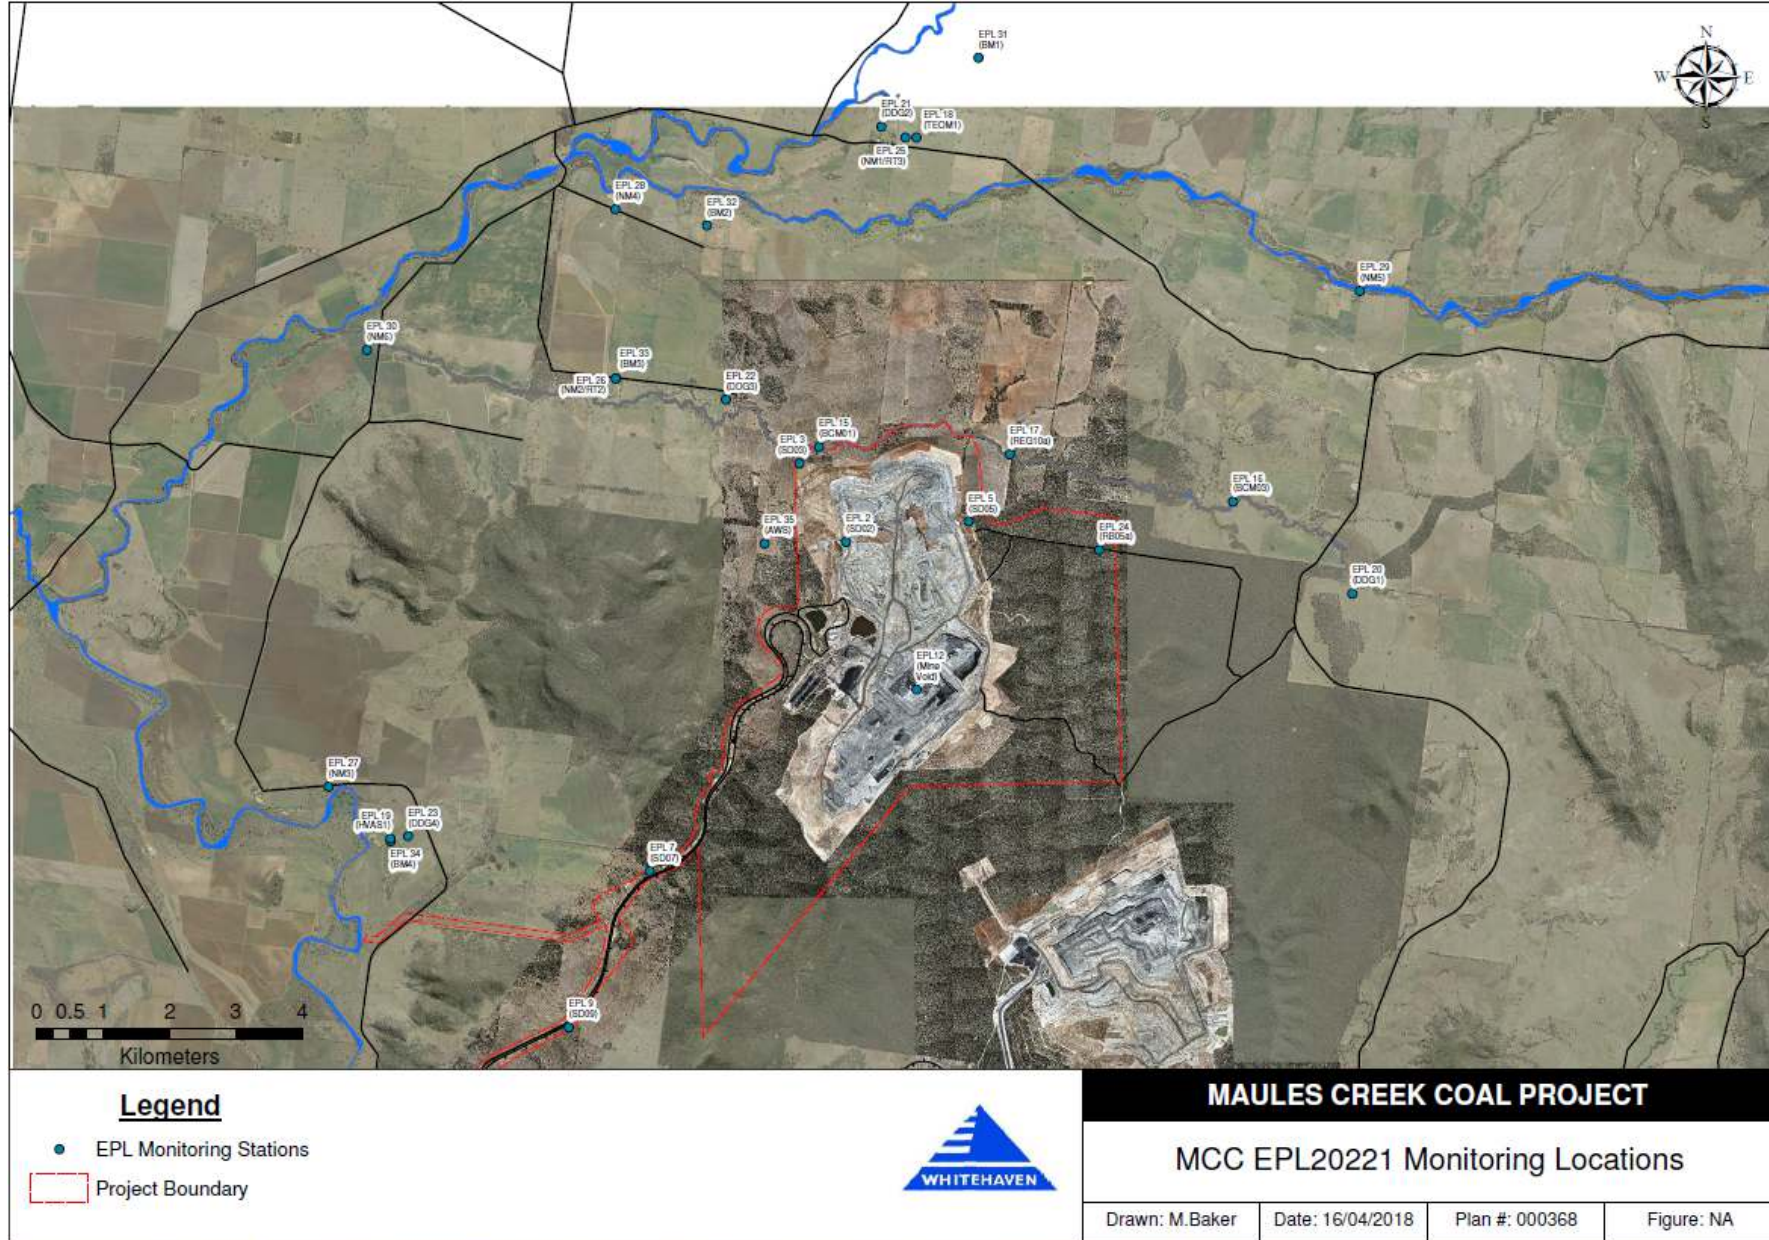 EPL 31
(BM1)
N
W
E
S
EPL 21
(DDG2)
EPL 18
(TEOM1)
EPL 25
(NM1/RT3)
EPL 28
(NM4)
EPL 32
(BM2)
EPL 29
(NM5)
EPL 30
(NM6)
EPL 33
(BM3)
EPL 26
(NM2/RT2)
EPL 22
(DDG3)
EPL 15
(BCM01)
EPL 3
(SD03)
EPL 17
(REG10a)
EPL 16
(BCM03)
EPL 5
(SD05)
EPL 35
(AWS)
EPL 2
(SD02)
EPL 24
(RB05a)
EPL 20
(DDG1)
EPL12
(Mine
Void)
EPL 27
(NM3)
EPL 19
(HVAS1)
EPL 23
(DDG4)
EPL 34
(BM4)
EPL 7
(SD07)
EPL 9
(SD09)
0 0.5 1 2 3 4
Kilometers
Legend
EPL Monitoring Stations
Project Boundary
WHITEHAVEN
MAULES CREEK COAL PROJECT
MCC EPL20221 Monitoring Locations
Drawn: M.Baker
Date: 16/04/2018
Plan #: 000368
Figure: NA